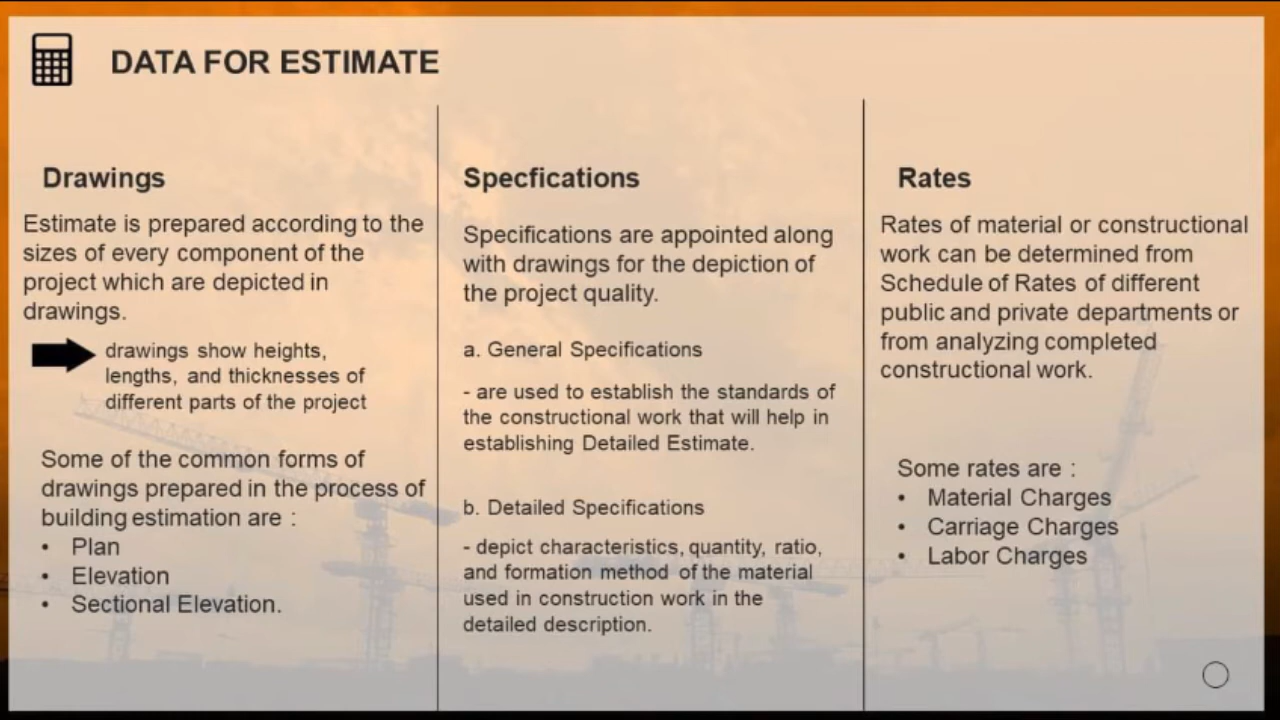 DATA FOR ESTIMATE
Drawings
Estimate is prepared according to the
sizes of every component of the
project which are depicted in
drawings.
drawings show heights,
lengths, and thicknesses of
different parts of the project
Some of the common forms of
drawings prepared in the process of
building estimation are :
• Plan
• Elevation
• Sectional Elevation.
Specfications
Specifications are appointed along
with drawings for the depiction of
the project quality.
a. General Specifications
- are used to establish the standards of
the constructional work that will help in
establishing Detailed Estimate.
b. Detailed Specifications
- depict characteristics, quantity, ratio,
and formation method of the material
used in construction work in the
detailed description.
Rates
Rates of material or constructional
work can be determined from
Schedule of Rates of different
public and private departments or
from analyzing completed
constructional work.
Some rates are :
• Material Charges
• Carriage Charges
• Labor Charges